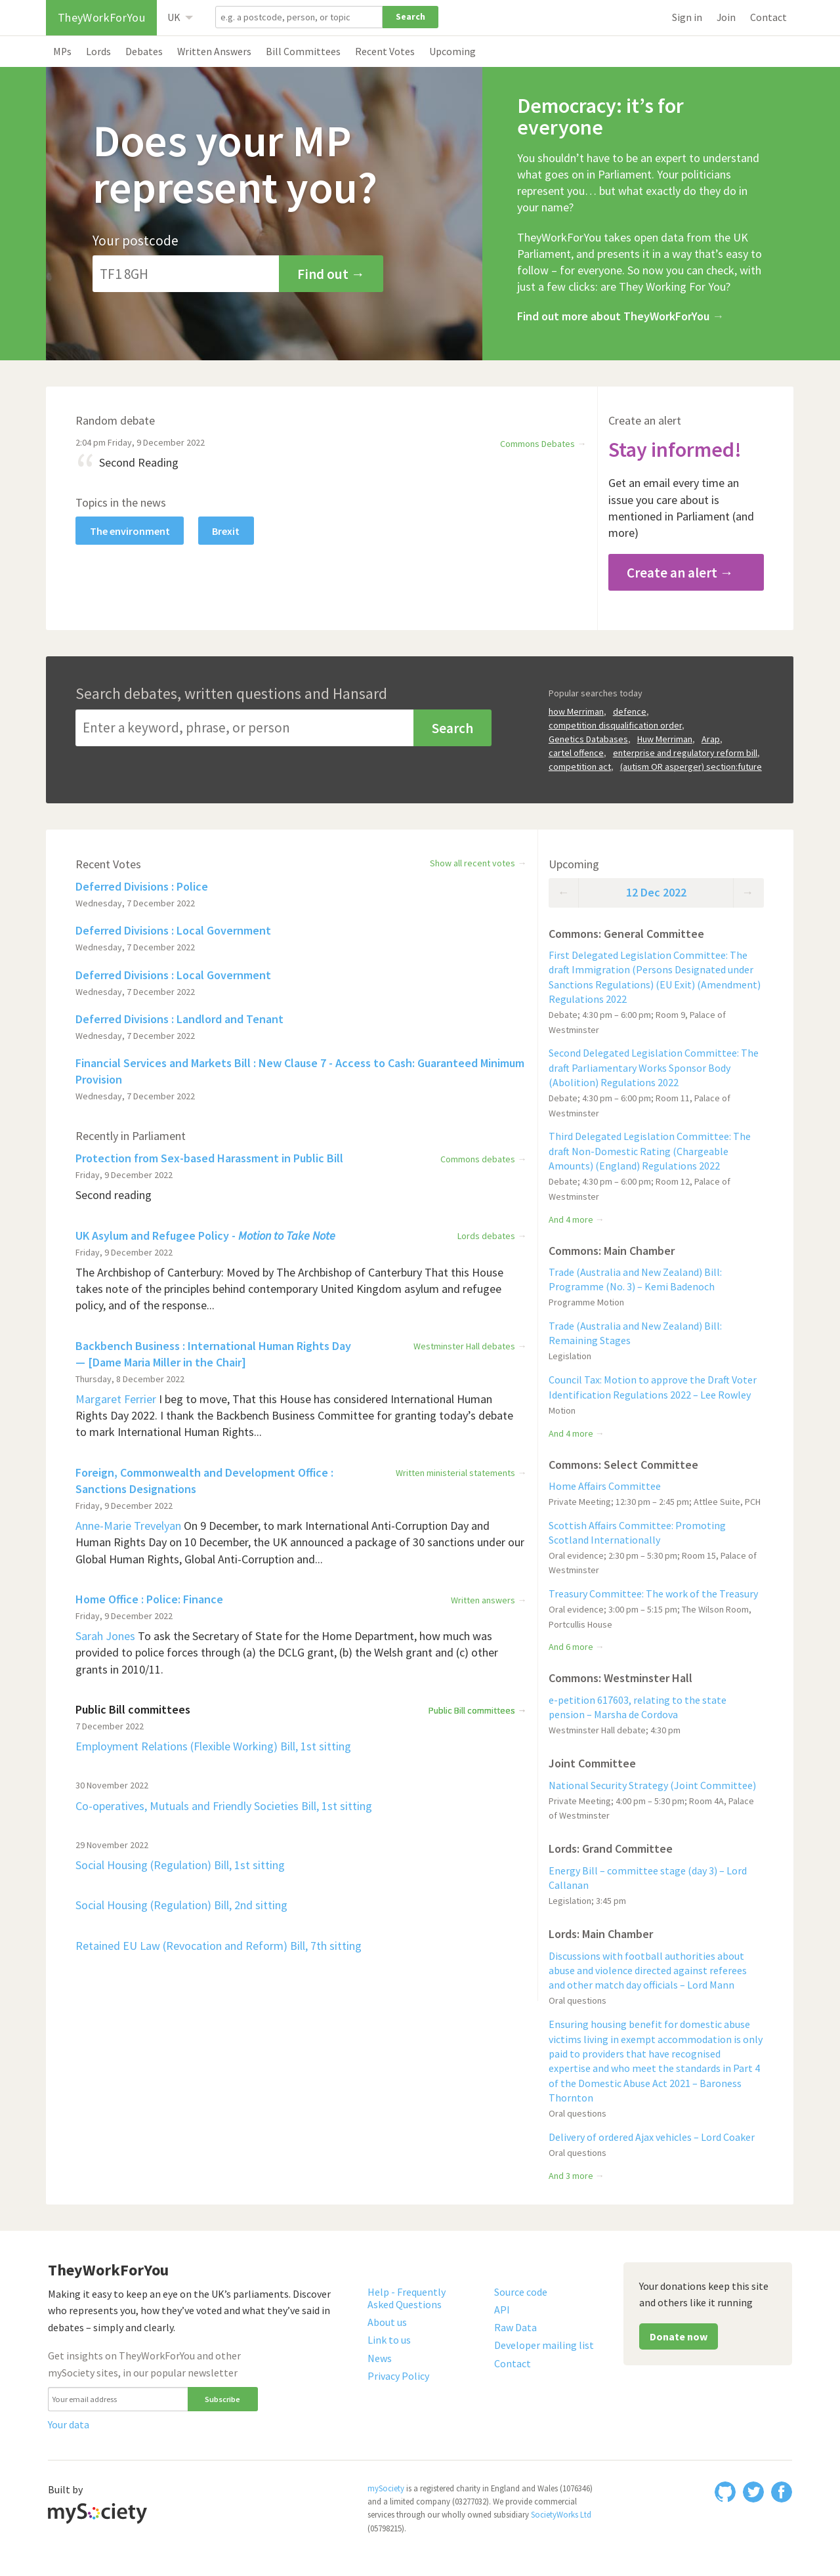 TheyWorkForYou
UK
e.g. a postcode, person, or topic
Search
Sign in
Join
Contact
MPs
Lords
Debates
Written Answers
Bill Committees
Recent Votes
Upcoming
Does your MP
represent you?
Your postcode
TF1 8GH
Find out →
Democracy: it’s for
everyone
You shouldn’t have to be an expert to understand
what goes on in Parliament. Your politicians
represent you… but what exactly do they do in
your name?
TheyWorkForYou takes open data from the UK
Parliament, and presents it in a way that’s easy to
follow – for everyone. So now you can check, with
just a few clicks: are They Working For You?
Find out more about TheyWorkForYou →
Random debate
2:04 pm Friday, 9 December 2022
Commons Debates →
“ Second Reading
Topics in the news
The environment
Brexit
Create an alert
Stay informed!
Get an email every time an
issue you care about is
mentioned in Parliament (and
more)
Create an alert →
Search debates, written questions and Hansard
Enter a keyword, phrase, or person
Search
Popular searches today
how Merriman, defence,
competition disqualification order,
Genetics Databases, Huw Merriman, Arap,
cartel offence, enterprise and regulatory reform bill,
competition act, (autism OR asperger) section:future
Recent Votes
Show all recent votes →
Deferred Divisions : Police
Wednesday, 7 December 2022
Deferred Divisions : Local Government
Wednesday, 7 December 2022
Deferred Divisions : Local Government
Wednesday, 7 December 2022
Deferred Divisions : Landlord and Tenant
Wednesday, 7 December 2022
Financial Services and Markets Bill : New Clause 7 - Access to Cash: Guaranteed Minimum
Provision
Wednesday, 7 December 2022
Recently in Parliament
Protection from Sex-based Harassment in Public Bill
Commons debates →
Friday, 9 December 2022
Second reading
UK Asylum and Refugee Policy - Motion to Take Note
Lords debates →
Friday, 9 December 2022
The Archbishop of Canterbury: Moved by The Archbishop of Canterbury That this House
takes note of the principles behind contemporary United Kingdom asylum and refugee
policy, and of the response...
Backbench Business : International Human Rights Day
— [Dame Maria Miller in the Chair]
Westminster Hall debates →
Thursday, 8 December 2022
Margaret Ferrier I beg to move, That this House has considered International Human
Rights Day 2022. I thank the Backbench Business Committee for granting today’s debate
to mark International Human Rights...
Foreign, Commonwealth and Development Office :
Sanctions Designations
Written ministerial statements →
Friday, 9 December 2022
Anne-Marie Trevelyan On 9 December, to mark International Anti-Corruption Day and
Human Rights Day on 10 December, the UK announced a package of 30 sanctions under our
Global Human Rights, Global Anti-Corruption and...
Home Office : Police: Finance
Written answers →
Friday, 9 December 2022
Sarah Jones To ask the Secretary of State for the Home Department, how much was
provided to police forces through (a) the DCLG grant, (b) the Welsh grant and (c) other
grants in 2010/11.
Public Bill committees
Public Bill committees →
7 December 2022
Employment Relations (Flexible Working) Bill, 1st sitting
30 November 2022
Co-operatives, Mutuals and Friendly Societies Bill, 1st sitting
29 November 2022
Social Housing (Regulation) Bill, 1st sitting
Social Housing (Regulation) Bill, 2nd sitting
Retained EU Law (Revocation and Reform) Bill, 7th sitting
Upcoming
← 12 Dec 2022 →
Commons: General Committee
First Delegated Legislation Committee: The
draft Immigration (Persons Designated under
Sanctions Regulations) (EU Exit) (Amendment)
Regulations 2022
Debate; 4:30 pm – 6:00 pm; Room 9, Palace of
Westminster
Second Delegated Legislation Committee: The
draft Parliamentary Works Sponsor Body
(Abolition) Regulations 2022
Debate; 4:30 pm – 6:00 pm; Room 11, Palace of
Westminster
Third Delegated Legislation Committee: The
draft Non-Domestic Rating (Chargeable
Amounts) (England) Regulations 2022
Debate; 4:30 pm – 6:00 pm; Room 12, Palace of
Westminster
And 4 more →
Commons: Main Chamber
Trade (Australia and New Zealand) Bill:
Programme (No. 3) – Kemi Badenoch
Programme Motion
Trade (Australia and New Zealand) Bill:
Remaining Stages
Legislation
Council Tax: Motion to approve the Draft Voter
Identification Regulations 2022 – Lee Rowley
Motion
And 4 more →
Commons: Select Committee
Home Affairs Committee
Private Meeting; 12:30 pm – 2:45 pm; Attlee Suite, PCH
Scottish Affairs Committee: Promoting
Scotland Internationally
Oral evidence; 2:30 pm – 5:30 pm; Room 15, Palace of
Westminster
Treasury Committee: The work of the Treasury
Oral evidence; 3:00 pm – 5:15 pm; The Wilson Room,
Portcullis House
And 6 more →
Commons: Westminster Hall
e-petition 617603, relating to the state
pension – Marsha de Cordova
Westminster Hall debate; 4:30 pm
Joint Committee
National Security Strategy (Joint Committee)
Private Meeting; 4:00 pm – 5:30 pm; Room 4A, Palace
of Westminster
Lords: Grand Committee
Energy Bill – committee stage (day 3) – Lord
Callanan
Legislation; 3:45 pm
Lords: Main Chamber
Discussions with football authorities about
abuse and violence directed against referees
and other match day officials – Lord Mann
Oral questions
Ensuring housing benefit for domestic abuse
victims living in exempt accommodation is only
paid to providers that have recognised
expertise and who meet the standards in Part 4
of the Domestic Abuse Act 2021 – Baroness
Thornton
Oral questions
Delivery of ordered Ajax vehicles – Lord Coaker
Oral questions
And 3 more →
TheyWorkForYou
Making it easy to keep an eye on the UK’s parliaments. Discover
who represents you, how they’ve voted and what they’ve said in
debates – simply and clearly.
Get insights on TheyWorkForYou and other
mySociety sites, in our popular newsletter
Your email address
Subscribe
Your data
Help - Frequently
Asked Questions
About us
Link to us
News
Privacy Policy
Source code
API
Raw Data
Developer mailing list
Contact
Your donations keep this site
and others like it running
Donate now
Built by
mySociety
mySociety is a registered charity in England and Wales (1076346)
and a limited company (03277032). We provide commercial
services through our wholly owned subsidiary SocietyWorks Ltd
(05798215).